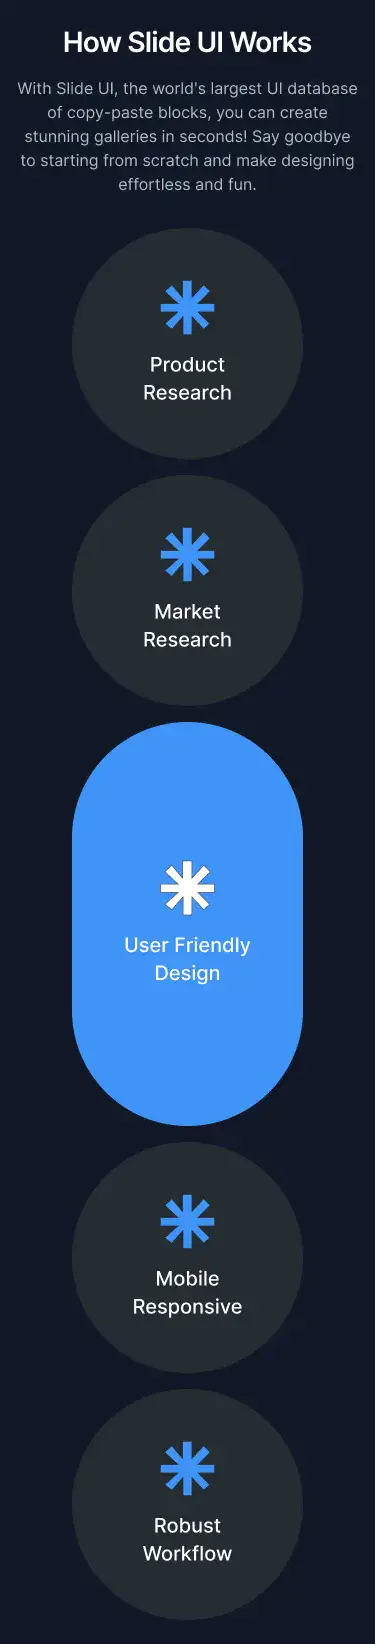 How Slide UI Works
With Slide UI, the world's largest UI database
of copy-paste blocks, you can create
stunning galleries in seconds! Say goodbye
to starting from scratch and make designing
effortless and fun.
Product
Research
Market
Research
User Friendly
Design
Mobile
Responsive
Robust
Workflow